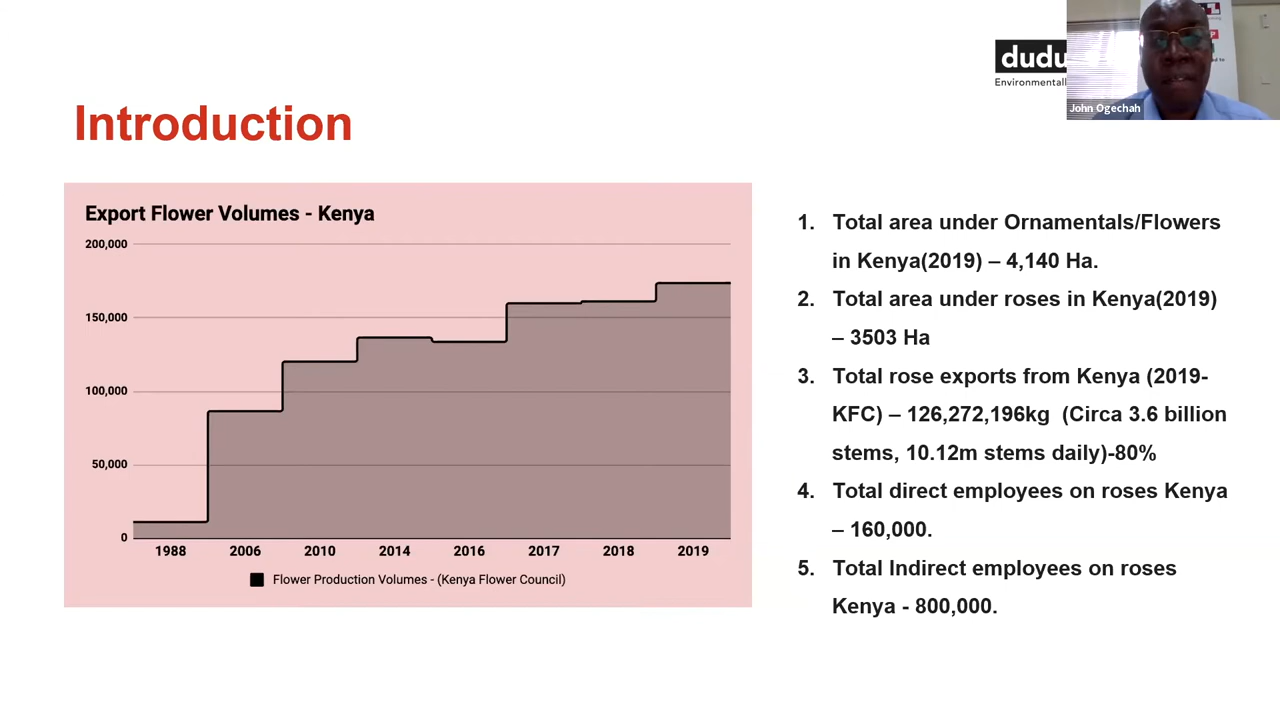 dudu
Environmental
John Ogechah
Introduction
Export Flower Volumes - Kenya
200,000
150,000
100,000
50,000
0
1988 2006 2010 2014 2016 2017 2018 2019
Flower Production Volumes - (Kenya Flower Council)
1. Total area under Ornamentals/Flowers
in Kenya(2019) – 4,140 Ha.
2. Total area under roses in Kenya(2019)
– 3503 Ha
3. Total rose exports from Kenya (2019-
KFC) – 126,272,196kg (Circa 3.6 billion
stems, 10.12m stems daily)-80%
4. Total direct employees on roses Kenya
– 160,000.
5. Total Indirect employees on roses
Kenya - 800,000.